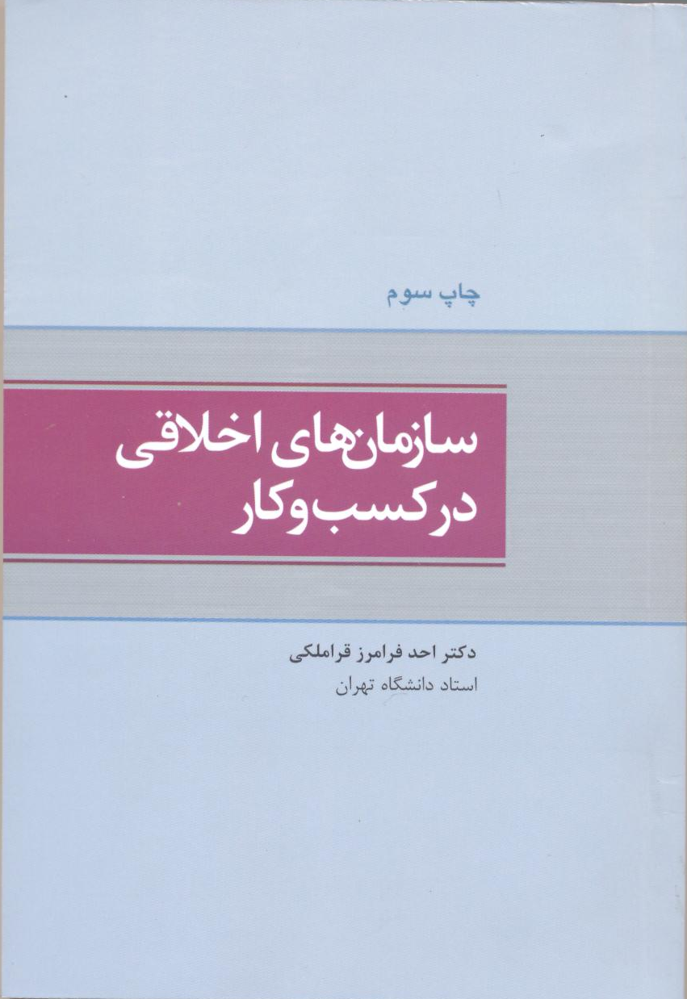 چاپ سوم
سازمان‌های اخلاقی
در کسب و کار
دکتر احد فرامرز قراملکی
استاد دانشگاه تهران